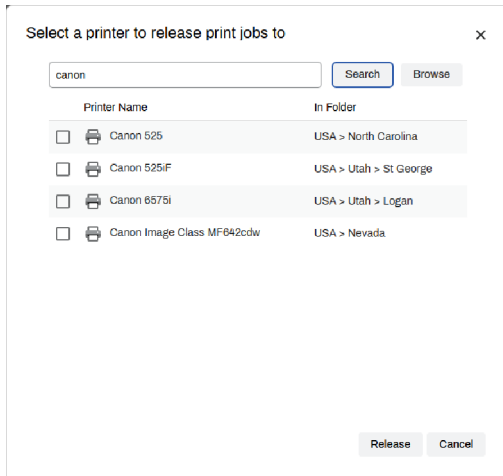 Select a printer to release print jobs to
canon
Search
Browse
Printer Name In Folder
Canon 525 USA > North Carolina
Canon 525iF USA > Utah > St George
Canon 6575i USA > Utah > Logan
Canon Image Class MF642cdw USA > Nevada
Release Cancel